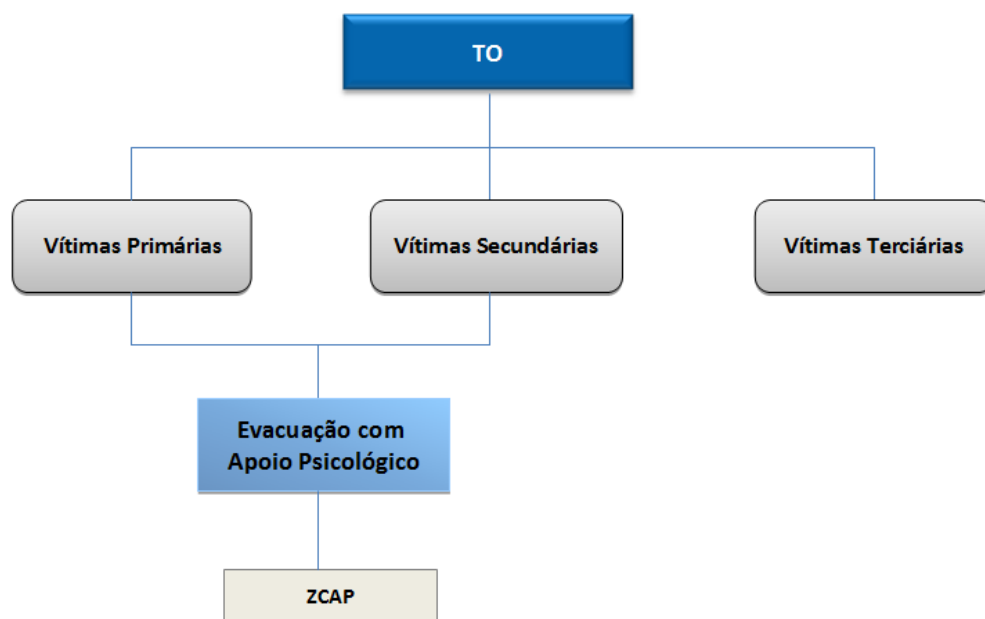 TO
Vítimas Primárias
Vítimas Secundárias
Vítimas Terciárias
Evacuação com
Apoio Psicológico
ZCAP